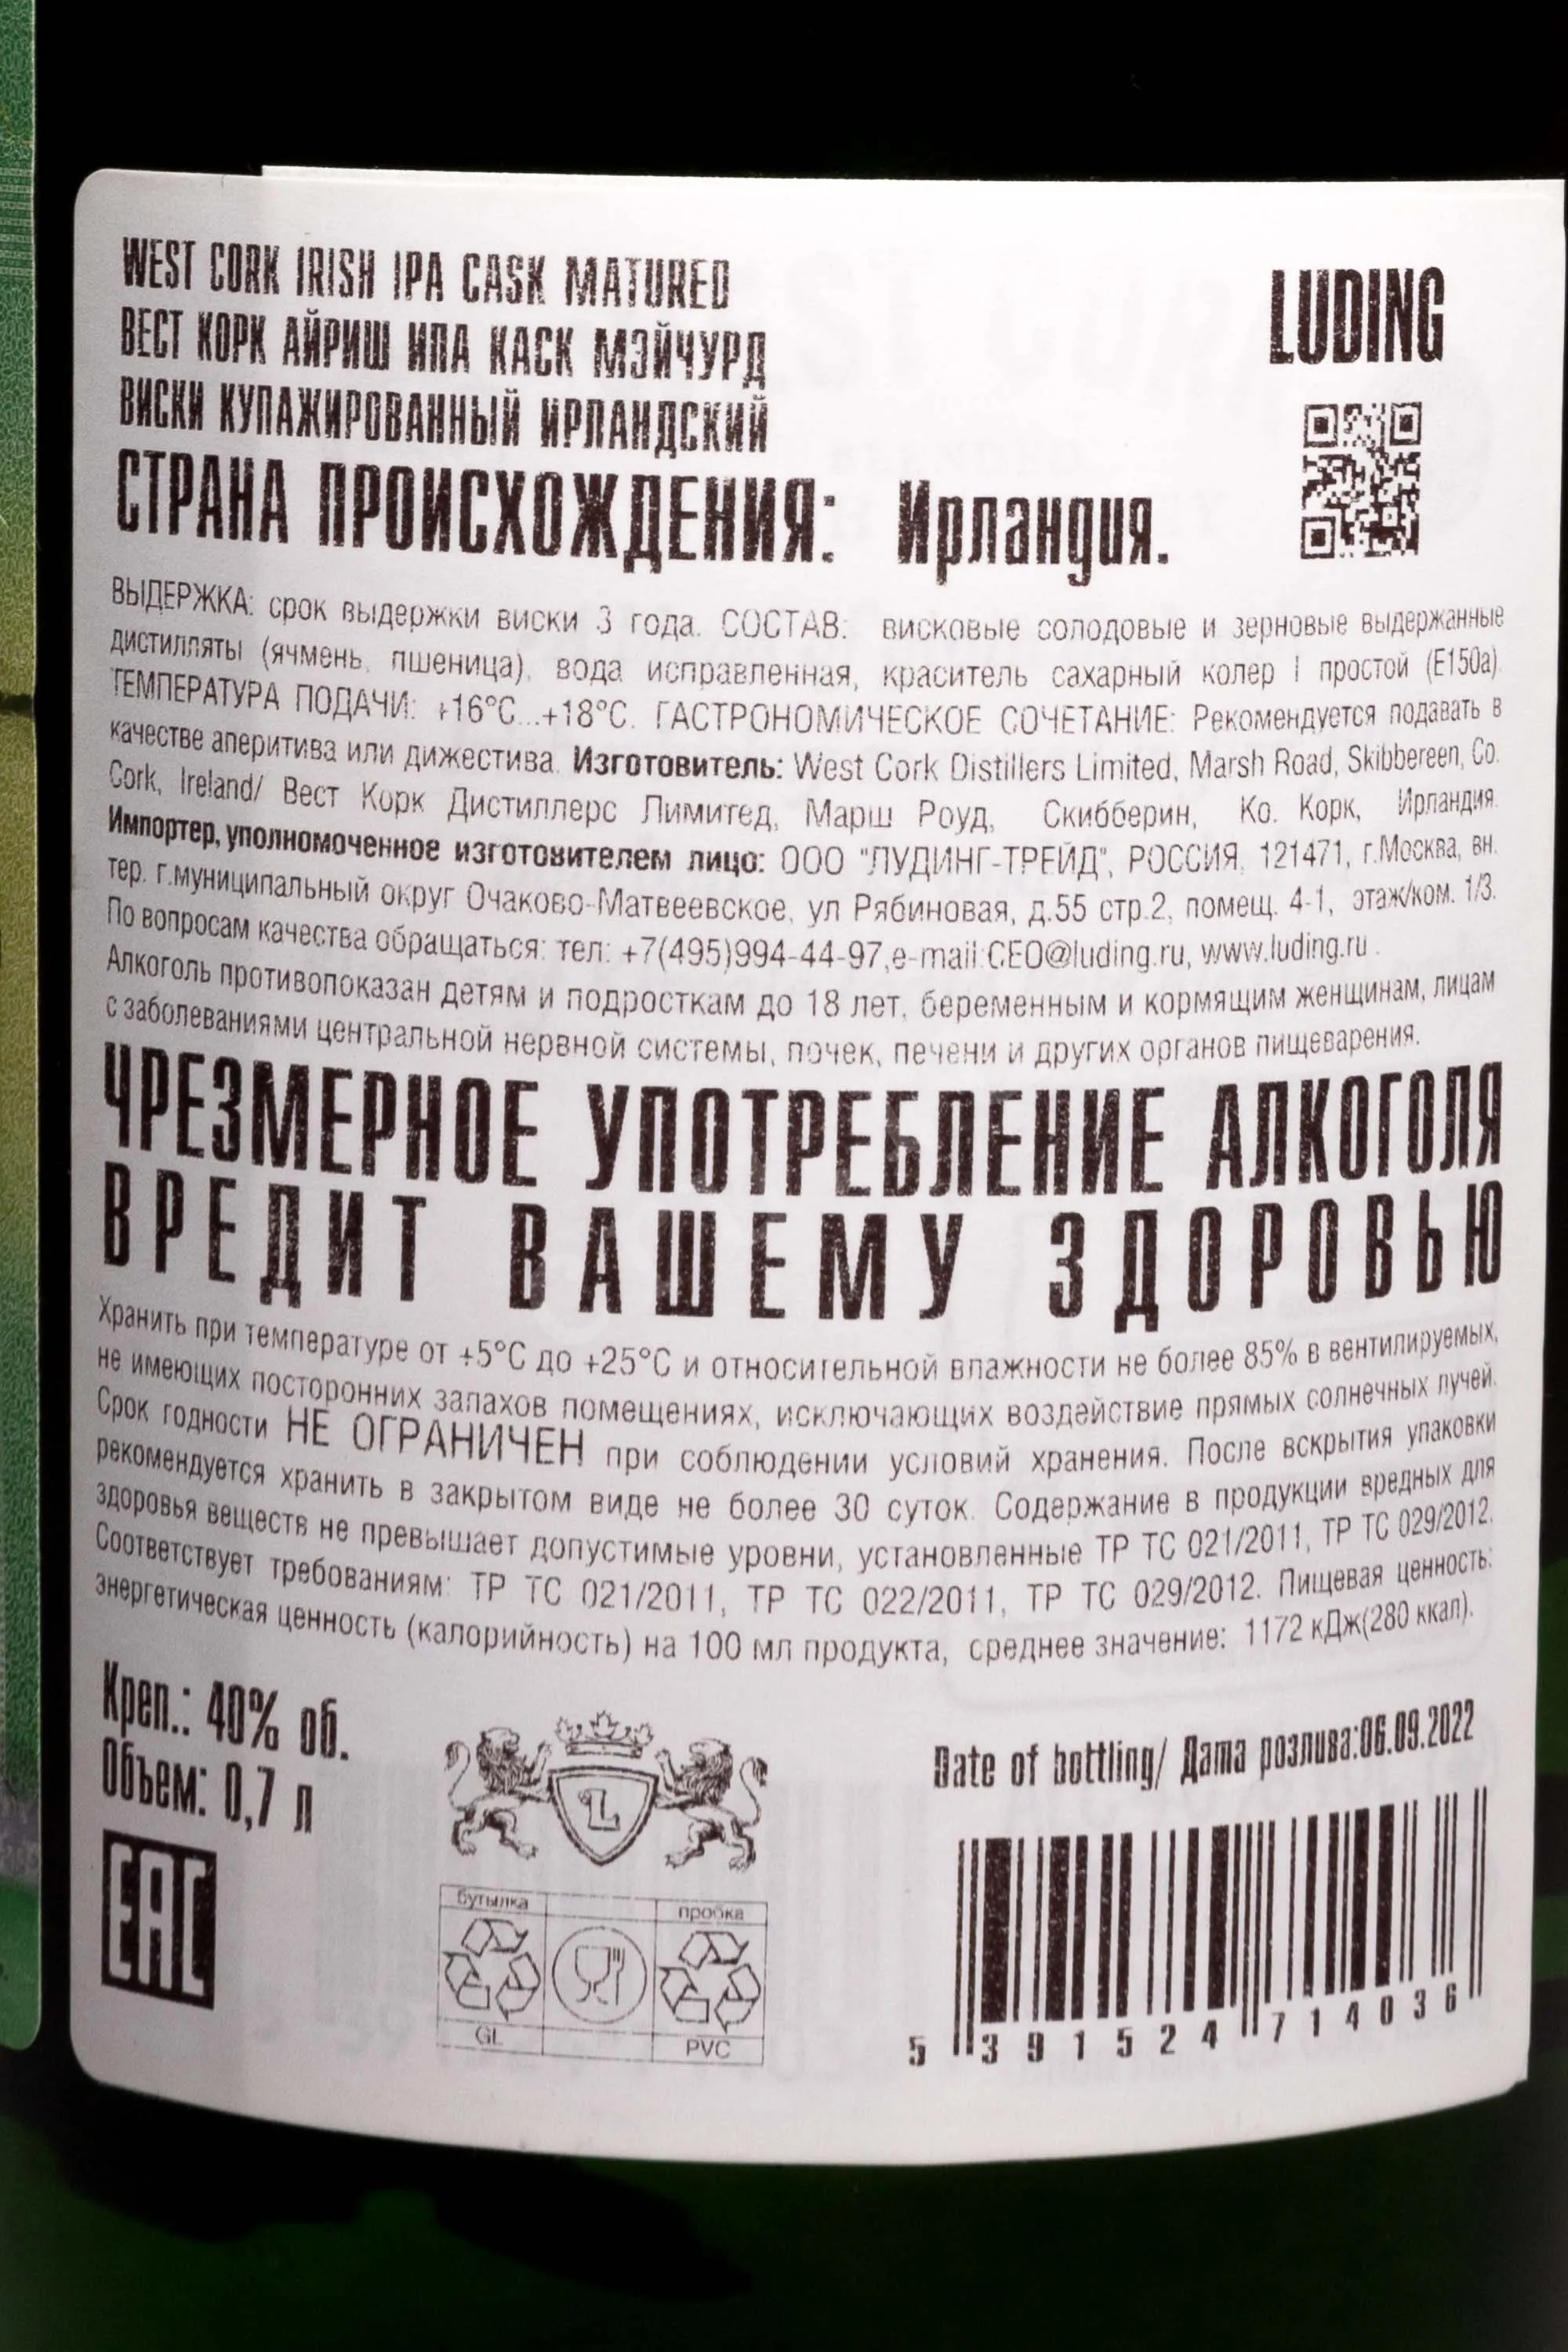 WEST CORK IRISH IPA CASK MATURED
ВЕСТ КОРК АЙРИШ ИПА КАСК МЭЙЧУРД
ВИСКИ КУПАЖИРОВАННЫЙ ИРЛАНДСКИЙ
СТРАНА ПРОИСХОЖДЕНИЯ: Ирландия.
LUDING
ВЫДЕРЖКА: срок выдержки виски 3 года. СОСТАВ: висковые солодовые и зерновые выдержанные
дистилляты (ячмень, пшеница), вода исправленная, краситель сахарный колер I простой (Е150а).
ТЕМПЕРАТУРА ПОДАЧИ: +16°С...+18°С. ГАСТРОНОМИЧЕСКОЕ СОЧЕТАНИЕ: Рекомендуется подавать в
качестве аперитива или дижестива. Изготовитель: West Cork Distillers Limited, Marsh Road, Skibbereen, Co.
Cork, Ireland/ Вест Корк Дистиллерс Лимитед, Марш Роуд, Скибберин, Ко. Корк, Ирландия.
Импортер, уполномоченное изготовителем лицо: ООО "ЛУДИНГ-ТРЕЙД", РОССИЯ, 121471, г.Москва, вн.
тер. г.муниципальный округ Очаково-Матвеевское, ул Рябиновая, д.55 стр.2, помещ. 4-1, этаж/ком. 1/3.
По вопросам качества обращаться: тел: +7(495)994-44-97,e-mail:CEO@luding.ru, www.luding.ru .
Алкоголь противопоказан детям и подросткам до 18 лет, беременным и кормящим женщинам, лицам
с заболеваниями центральной нервной системы, почек, печени и других органов пищеварения.
ЧРЕЗМЕРНОЕ УПОТРЕБЛЕНИЕ АЛКОГОЛЯ
ВРЕДИТ ВАШЕМУ ЗДОРОВЬЮ
Хранить при температуре от +5°С до +25°С и относительной влажности не более 85% в вентилируемых,
не имеющих посторонних запахов помещениях, исключающих воздействие прямых солнечных лучей.
Срок годности НЕ ОГРАНИЧЕН при соблюдении условий хранения. После вскрытия упаковки
рекомендуется хранить в закрытом виде не более 30 суток. Содержание в продукции вредных для
здоровья веществ не превышает допустимые уровни, установленные ТР ТС 021/2011, ТР ТС 029/2012.
Соответствует требованиям: ТР ТС 021/2011, ТР ТС 022/2011, ТР ТС 029/2012. Пищевая ценность:
энергетическая ценность (калорийность) на 100 мл продукта, среднее значение: 1172 кДж(280 ккал).
Креп.: 40% об.
Объем: 0,7 л
EAC
L
бутылка
пробка
GL
PVC
Date of bottling/ Дата розлива:06.09.2022
5 391524 714036